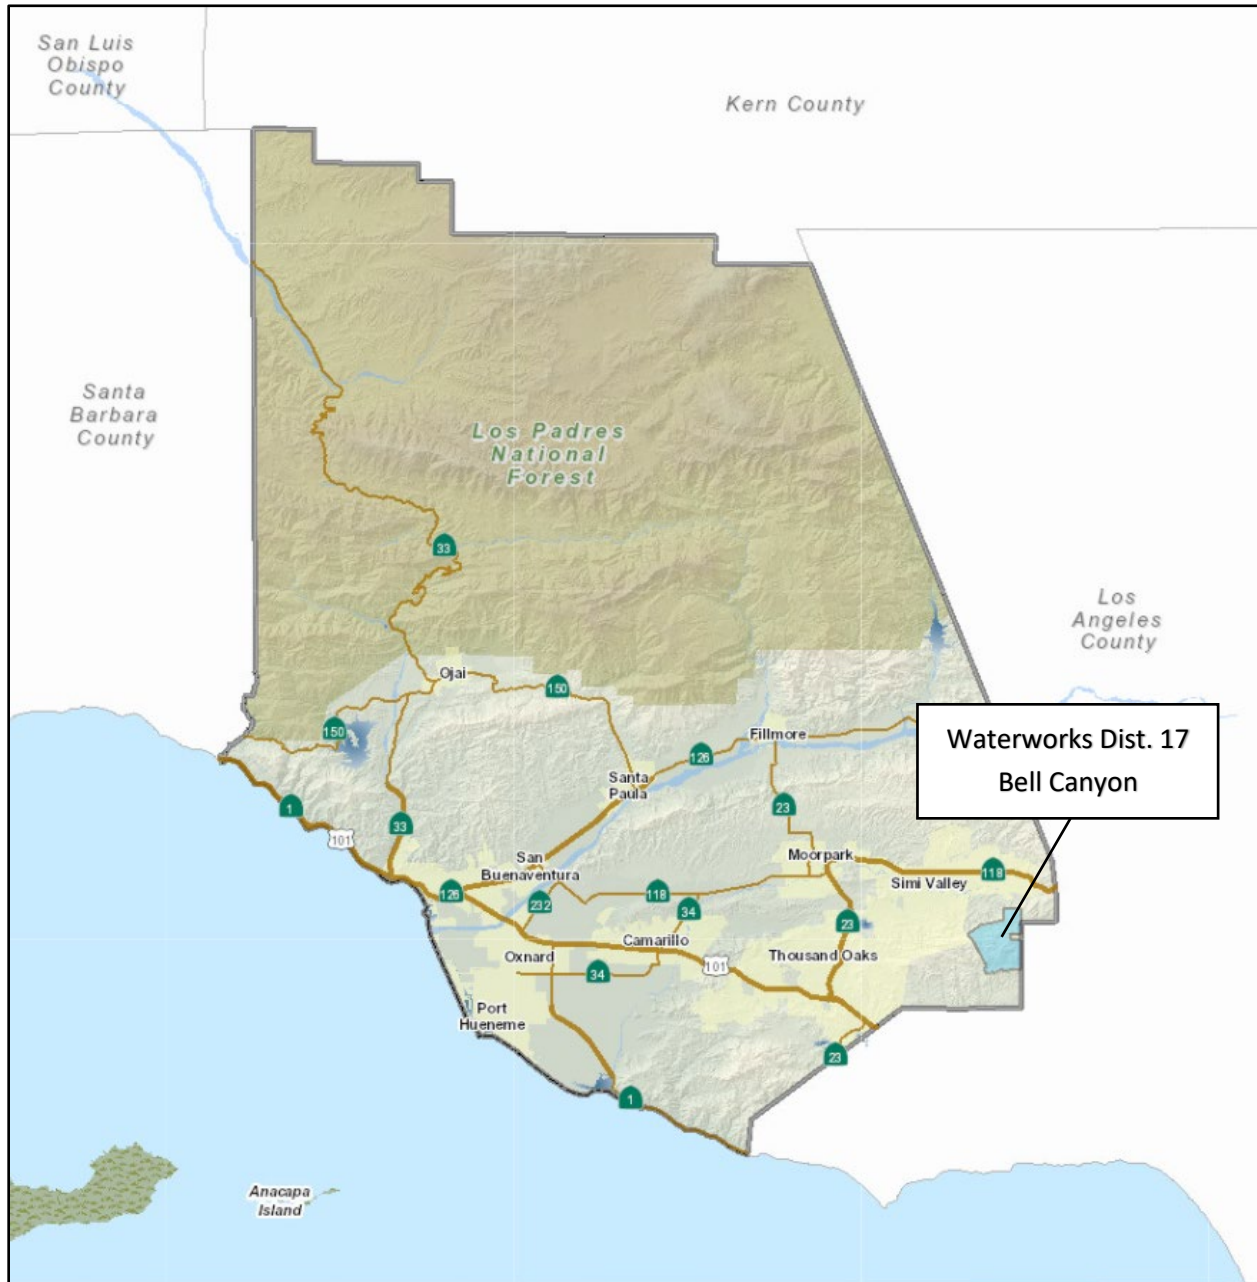 San Luis
Obispo
County
Kern County
Santa
Barbara
County
Los Padres
National
Forest
33
Los
Angeles
County
Ojai
150
150
Waterworks Dist. 17
Bell Canyon
Fillmore
126
Santa
Paula
1
33
23
101
Moorpark
San
Buenaventura
118
Simi Valley
126
232
118
34
23
Camarillo
Oxnard
Thousand Oaks
101
34
Port
Hueneme
23
1
Anacapa
Island